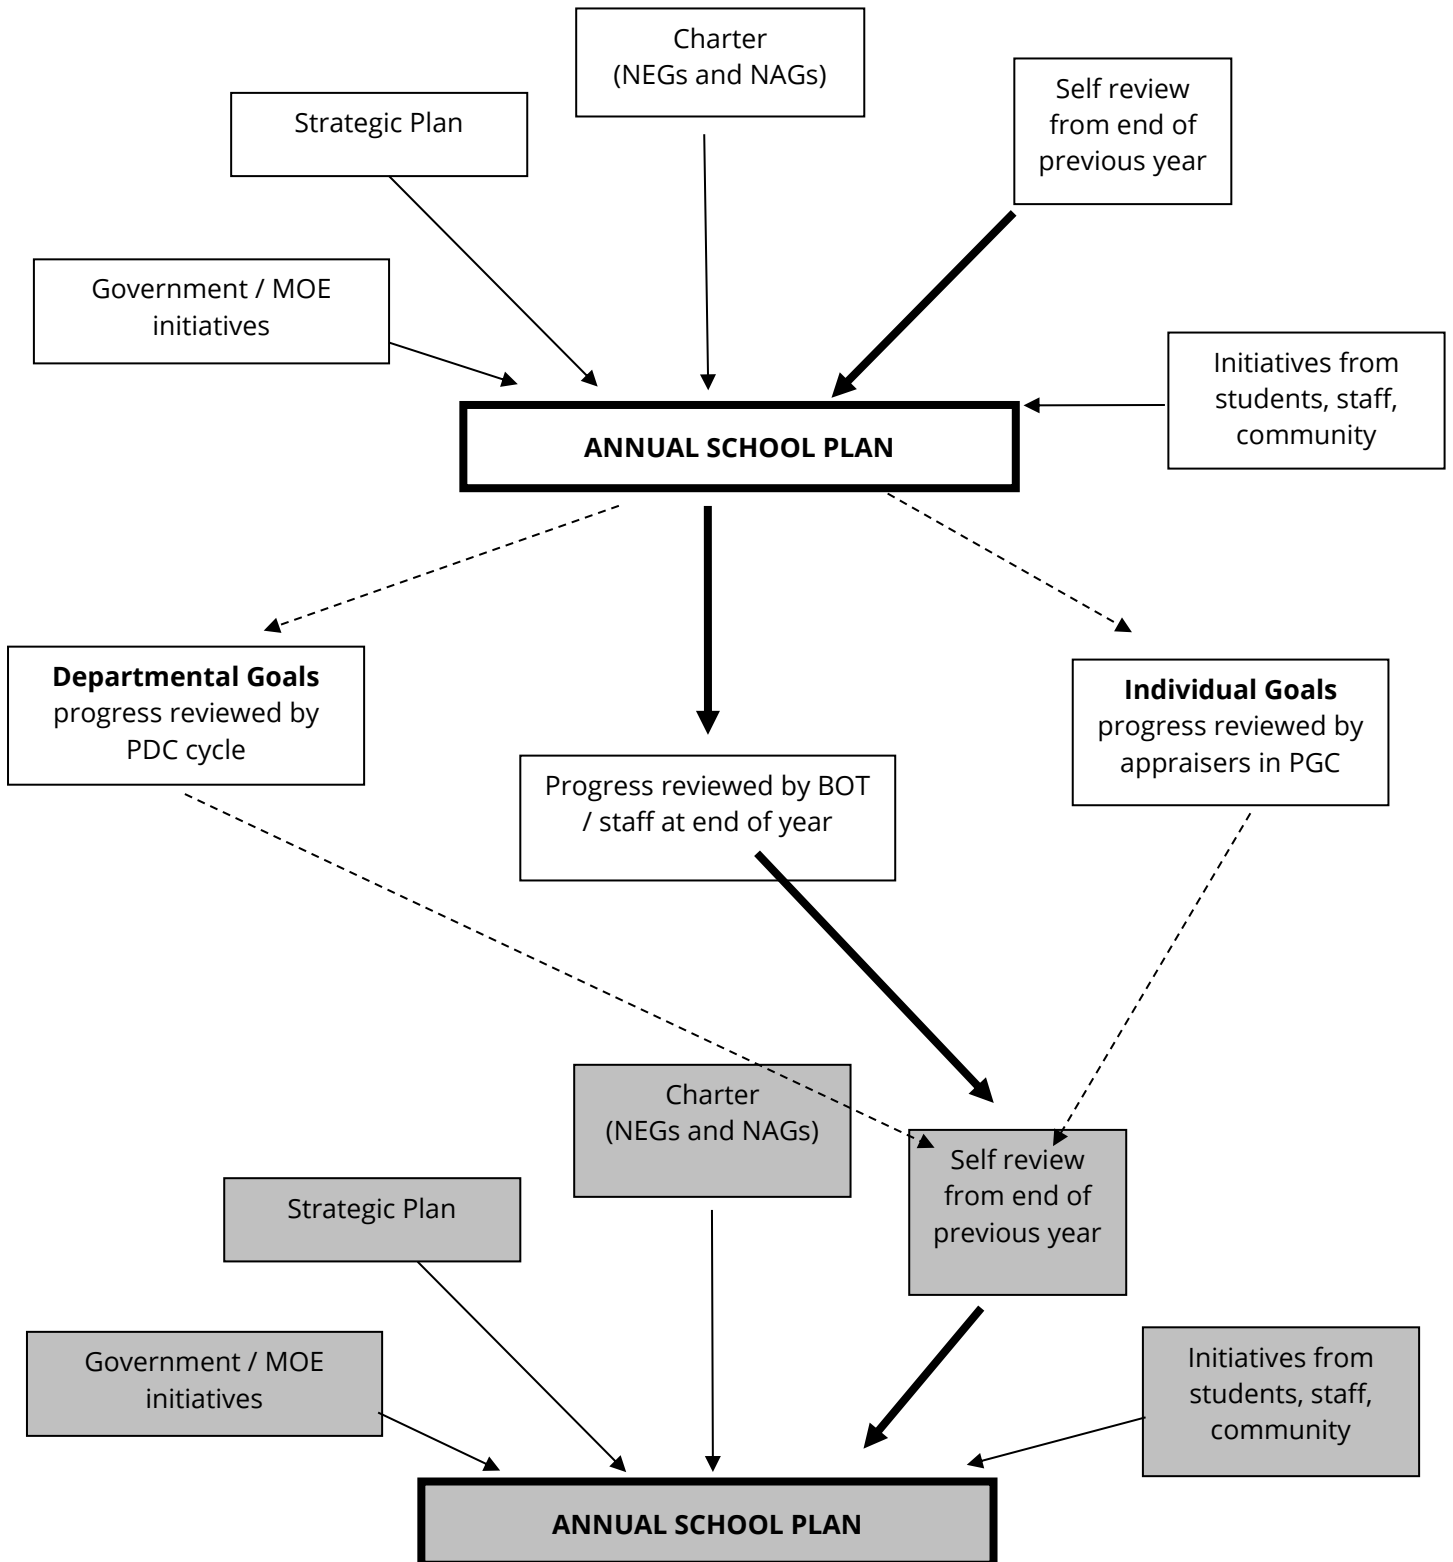 Charter
(NEGs and NAGs)
Self review
from end of
previous year
Strategic Plan
Government / MOE
initiatives
Initiatives from
students, staff,
community
ANNUAL SCHOOL PLAN
Departmental Goals
progress reviewed by
PDC cycle
Individual Goals
progress reviewed by
appraisers in PGC
Progress reviewed by BOT
/ staff at end of year
Charter
(NEGs and NAGs)
Self review
from end of
previous year
Strategic Plan
Government / MOE
initiatives
Initiatives from
students, staff,
community
ANNUAL SCHOOL PLAN